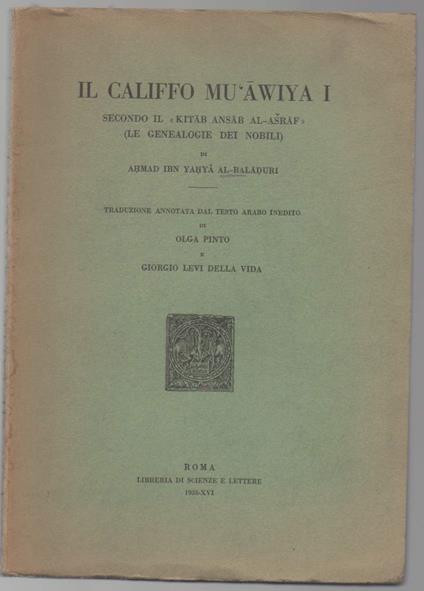 IL CALIFFO MU‘ĀWIYA I
SECONDO IL «KITĀB ANSĀB AL-AŠRĀF»
(LE GENEALOGIE DEI NOBILI)
DI
AḤMAD IBN YAḤYĀ AL-BALĀḎURĪ
TRADUZIONE ANNOTATA DAL TESTO ARABO INEDITO
DI
OLGA PINTO
E
GIORGIO LEVI DELLA VIDA
ROMA
LIBRERIA DI SCIENZE E LETTERE
1938-XVI